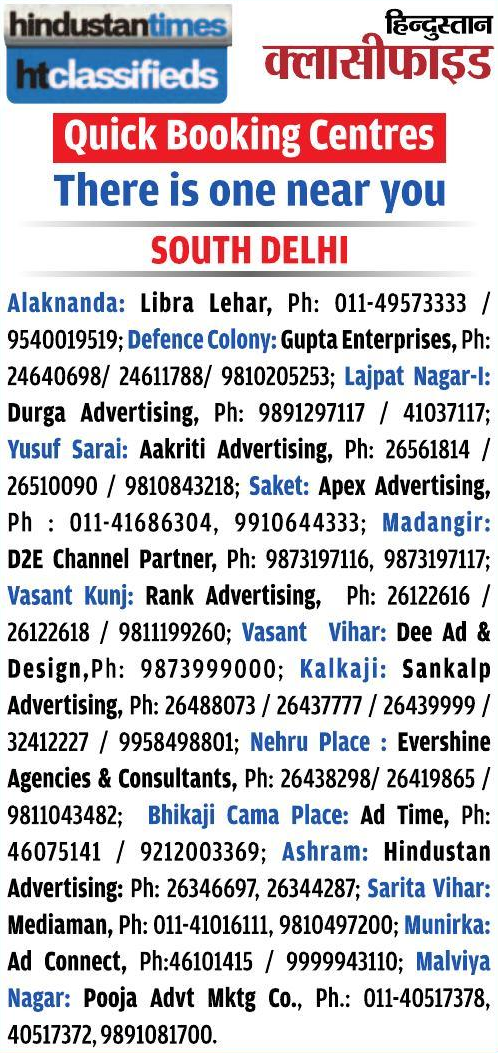 hindustantimes
htclassifieds
हिन्दुस्तान
क्लासीफाइड
Quick Booking Centres
There is one near you
SOUTH DELHI
Alaknanda: Libra Lehar, Ph: 011-49573333 /
9540019519; Defence Colony: Gupta Enterprises, Ph:
24640698/ 24611788/ 9810205253; Lajpat Nagar-I:
Durga Advertising, Ph: 9891297117 / 41037117;
Yusuf Sarai: Aakriti Advertising, Ph: 26561814 /
26510090 / 9810843218; Saket: Apex Advertising,
Ph : 011-41686304, 9910644333; Madangir:
D2E Channel Partner, Ph: 9873197116, 9873197117;
Vasant Kunj: Rank Advertising, Ph: 26122616 /
26122618 / 9811199260; Vasant Vihar: Dee Ad &
Design,Ph: 9873999000; Kalkaji: Sankalp
Advertising, Ph: 26488073 / 26437777 / 26439999 /
32412227 / 9958498801; Nehru Place : Evershine
Agencies & Consultants, Ph: 26438298/ 26419865 /
9811043482; Bhikaji Cama Place: Ad Time, Ph:
46075141 / 9212003369; Ashram: Hindustan
Advertising: Ph: 26346697, 26344287; Sarita Vihar:
Mediaman, Ph: 011-41016111, 9810497200; Munirka:
Ad Connect, Ph:46101415 / 9999943110; Malviya
Nagar: Pooja Advt Mktg Co., Ph.: 011-40517378,
40517372, 9891081700.